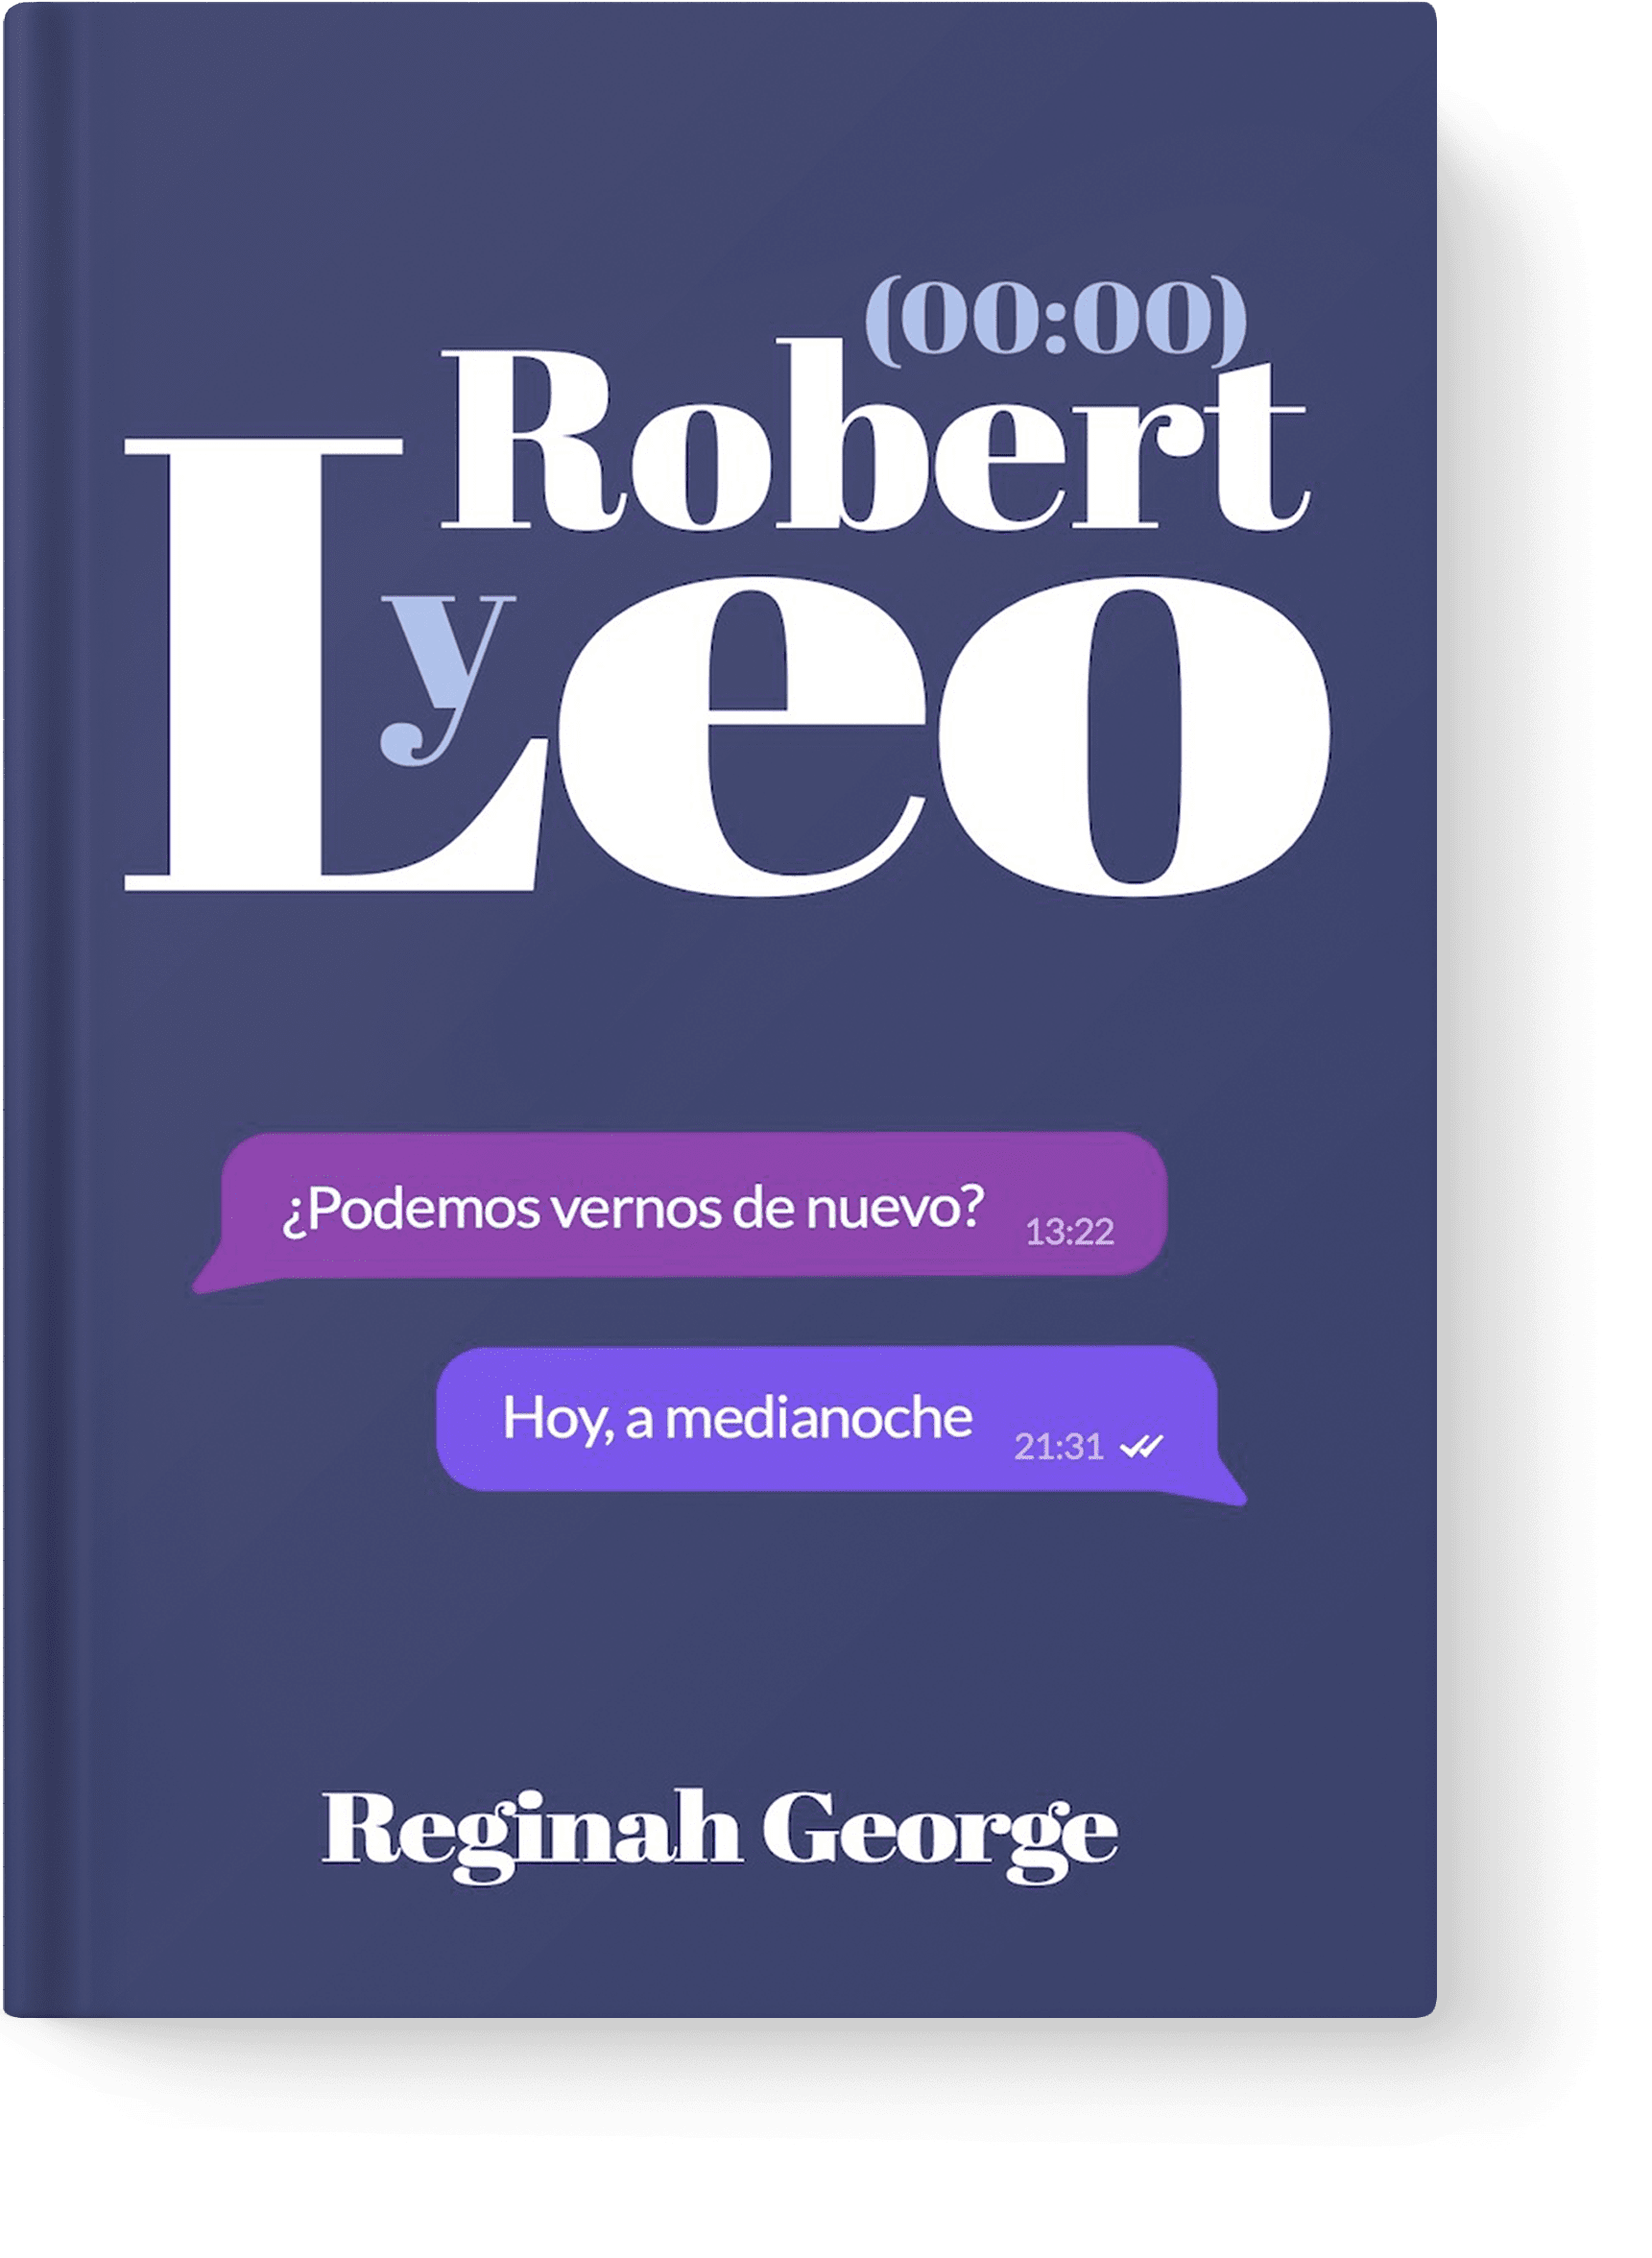 (00:00)
Robert
y
Leo
¿Podemos vernos de nuevo? 13:22
Hoy, a medianoche 21:31
Reginah George